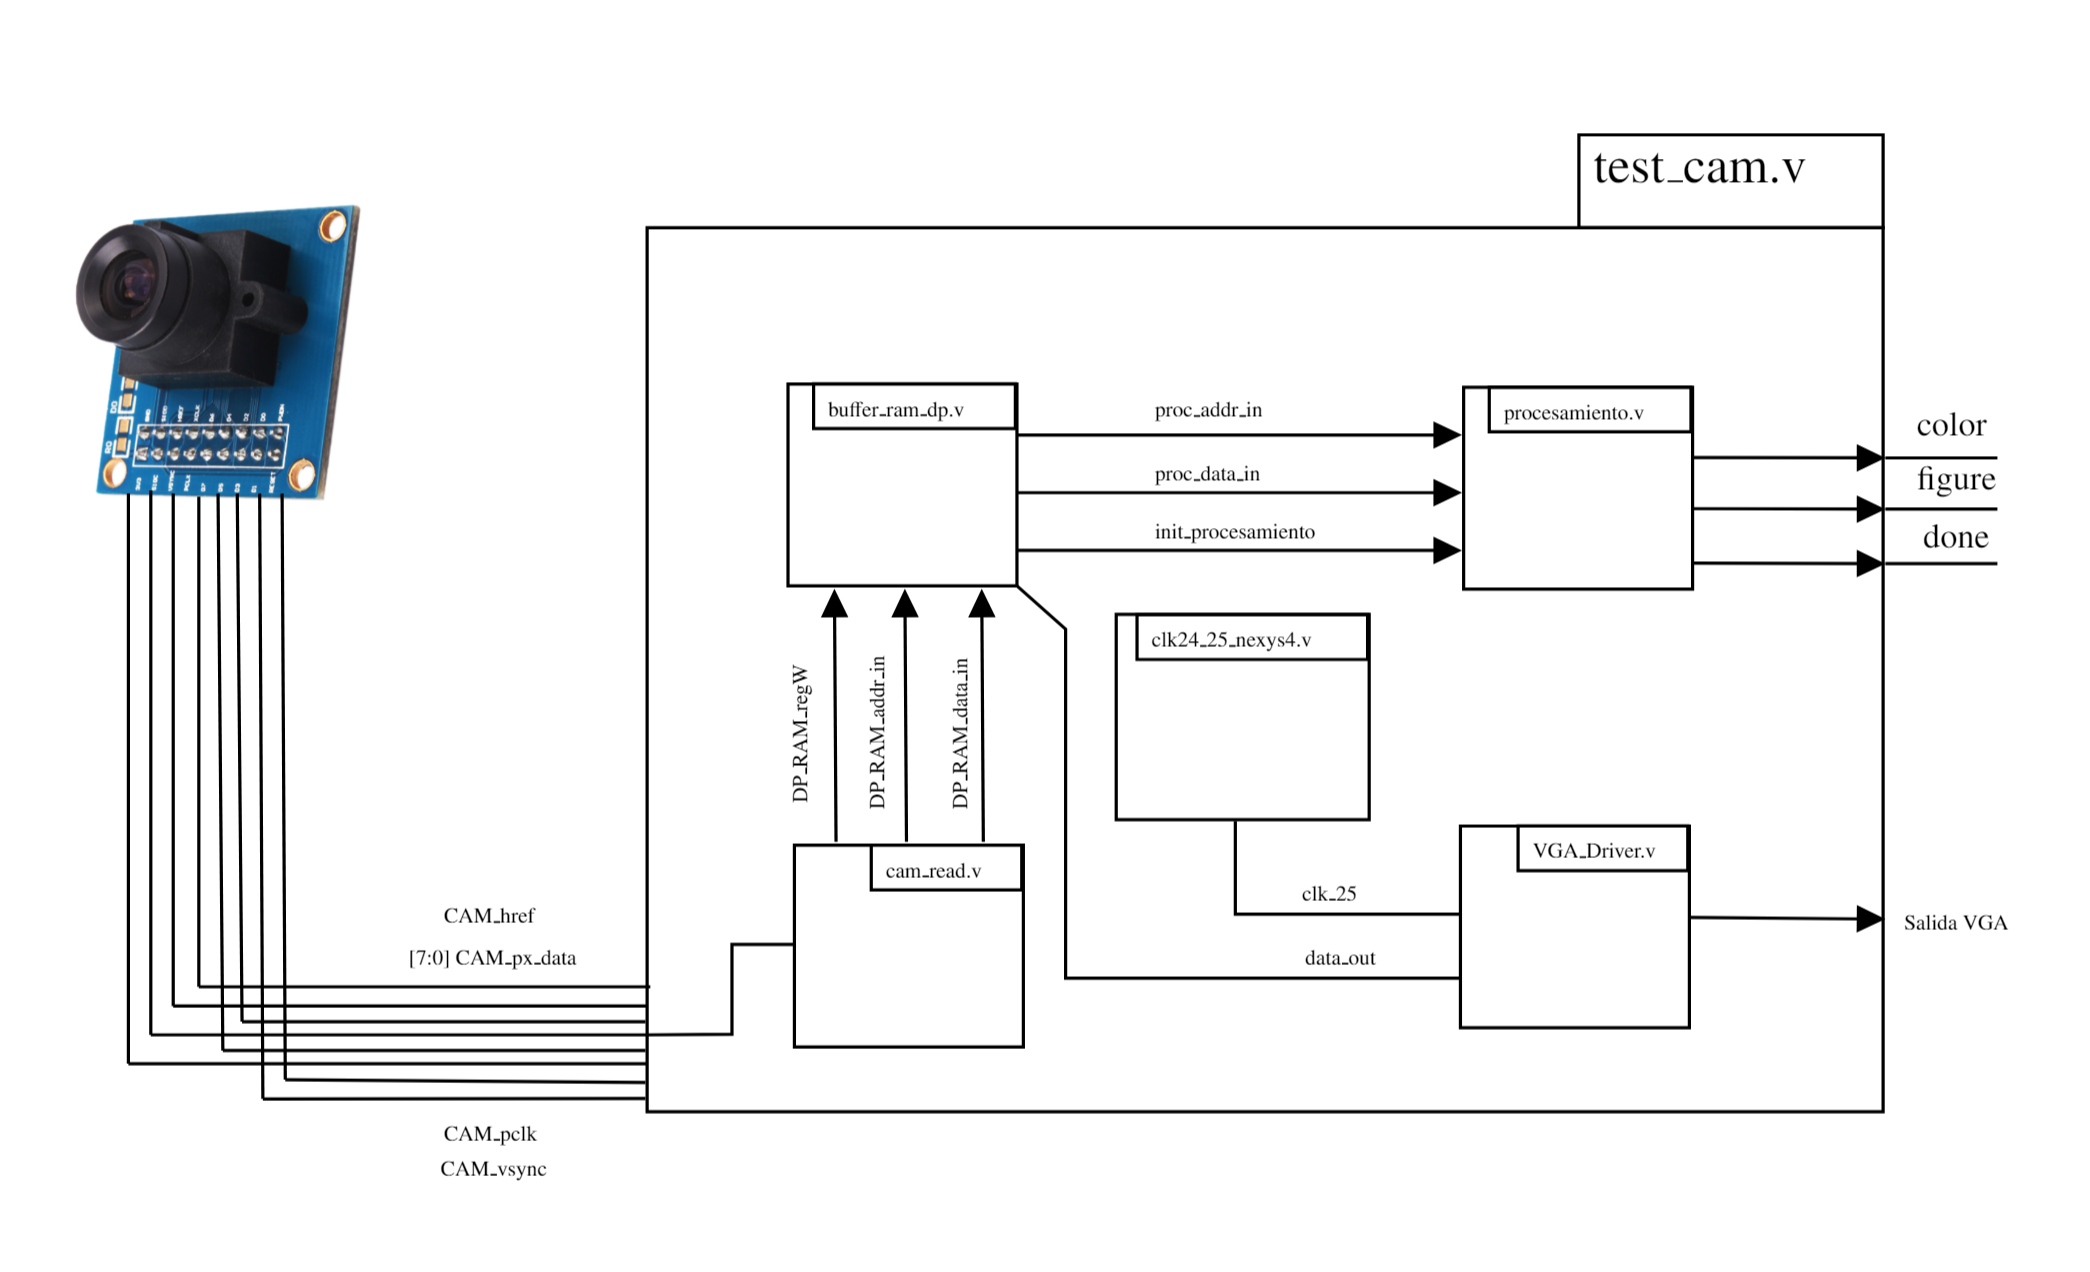 test_cam.v
buffer_ram_dp.v
proc_addr_in
proc_data_in
init_procesamiento
procesamiento.v
color
figure
done
clk24_25_nexys4.v
DP_RAM_regW
DP_RAM_addr_in
DP_RAM_data_in
cam_read.v
VGA_Driver.v
clk_25
data_out
Salida VGA
CAM_href
[7:0] CAM_px_data
CAM_pclk
CAM_vsync